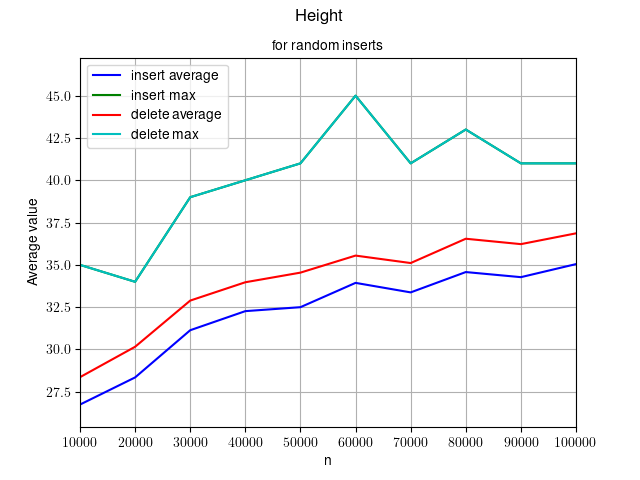 Height
for random inserts
insert average
insert max
delete average
delete max
45.0
42.5
40.0
37.5
35.0
32.5
30.0
27.5
Average value
10000 20000 30000 40000 50000 60000 70000 80000 90000 100000
n